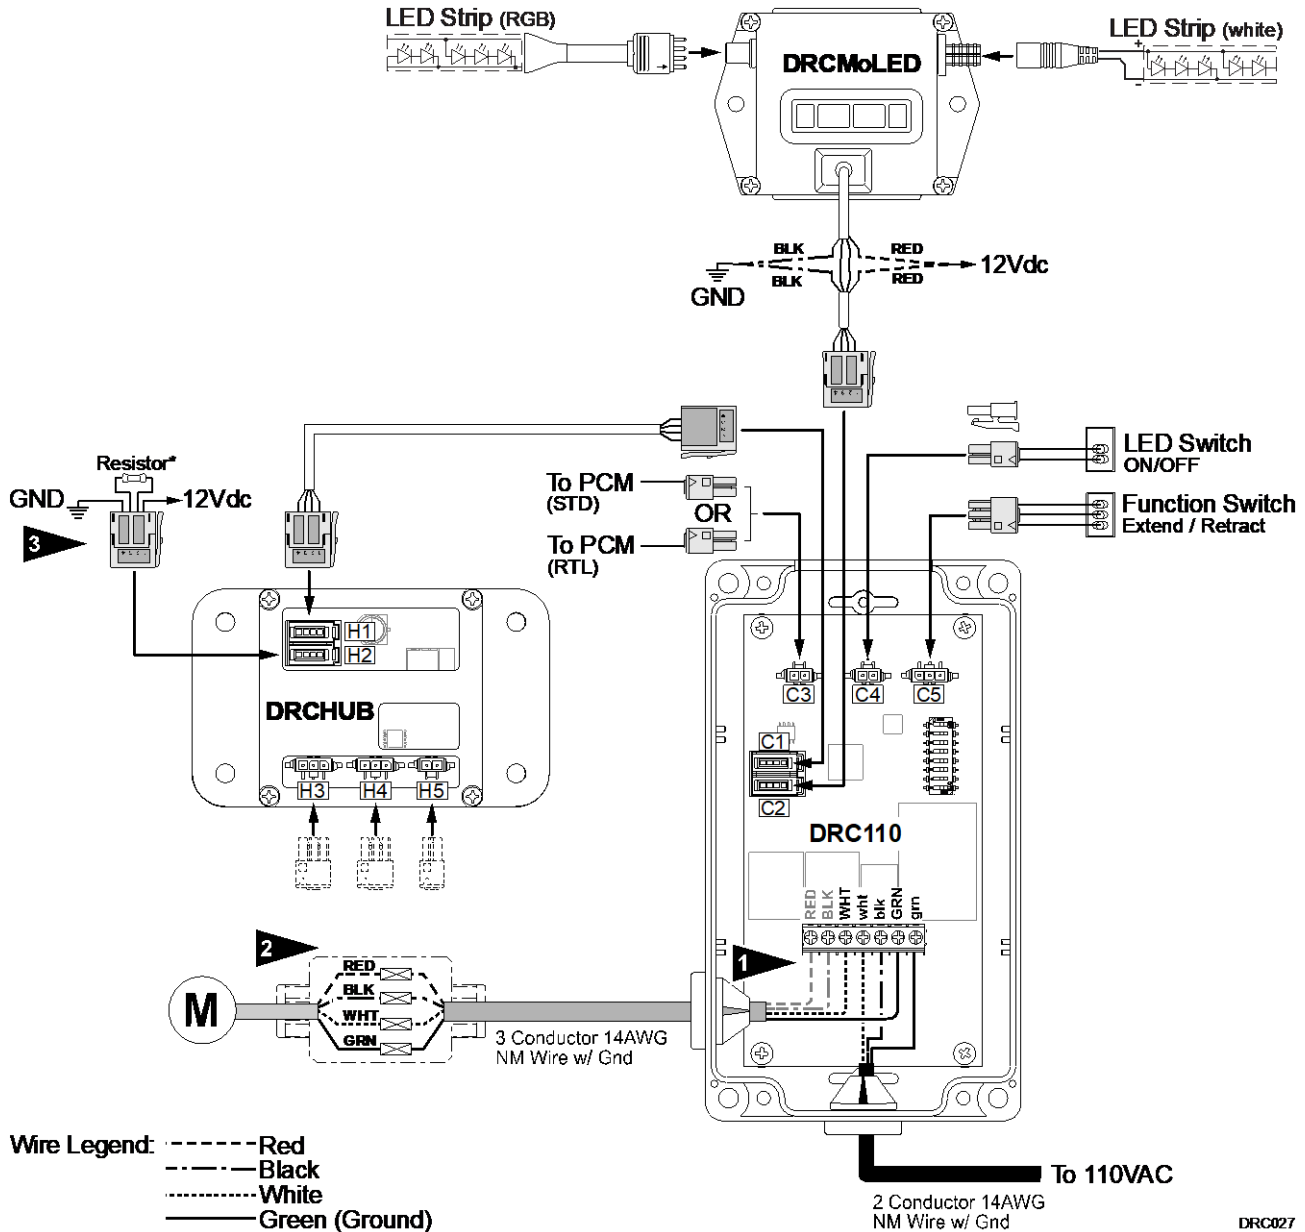 LED Strip (RGB)
LED Strip (white)
DRCMoLED
+
-
BLK
RED
BLK
RED
GND
12Vdc
LED Switch
ON/OFF
Function Switch
Extend / Retract
To PCM
(STD)
OR
To PCM
(RTL)
Resistor*
GND
12Vdc
3
H1
H2
DRCHUB
H3
H4
H5
C3
C4
C5
C1
C2
DRC110
RED
BLK
WHT
wht
blk
GRN
grn
1
2
RED
BLK
WHT
GRN
M
3 Conductor 14AWG
NM Wire w/ Gnd
Wire Legend:
Red
Black
White
Green (Ground)
To 110VAC
2 Conductor 14AWG
NM Wire w/ Gnd
DRC027